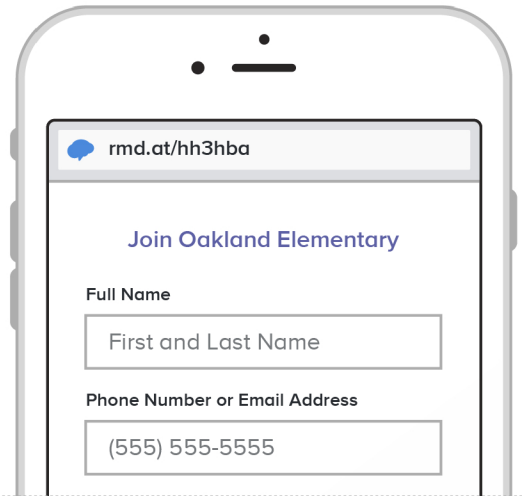 rmd.at/hh3hba
Join Oakland Elementary
Full Name
First and Last Name
Phone Number or Email Address
(555) 555-5555